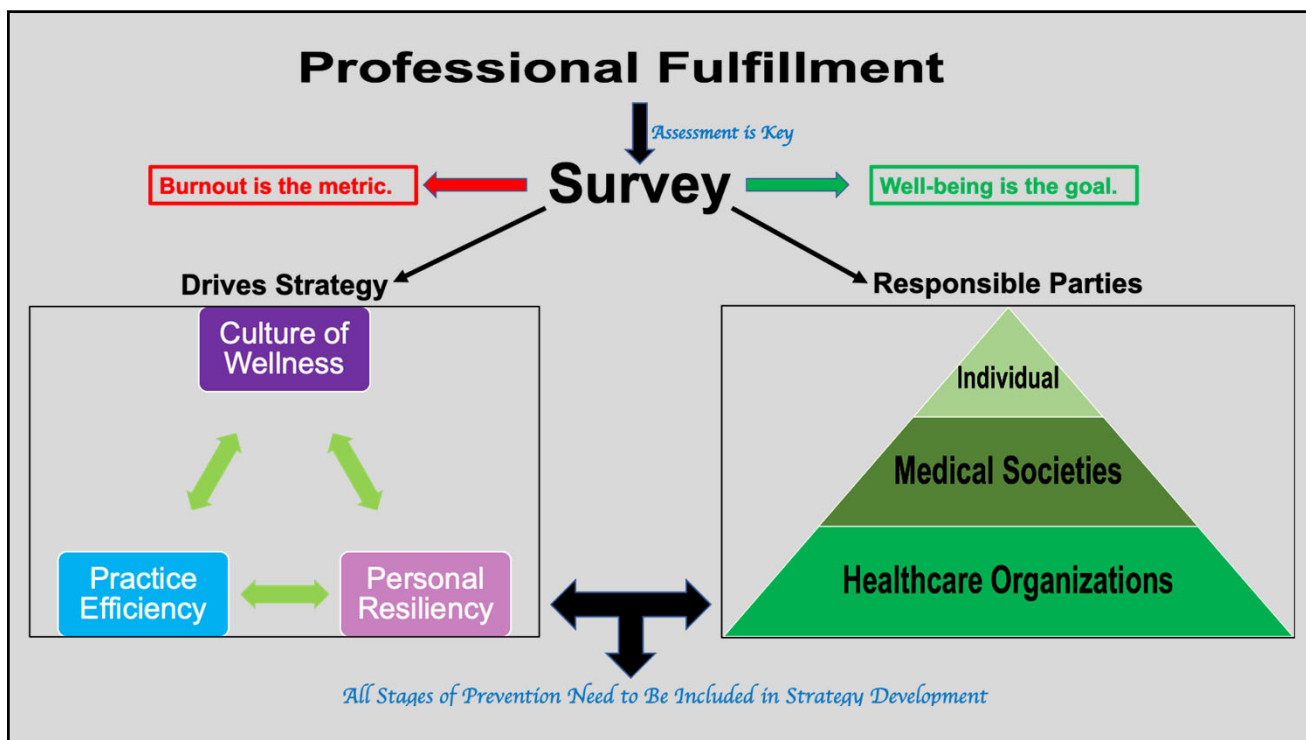 Professional Fulfillment
Assessment is Key
Burnout is the metric.
Survey
Well-being is the goal.
Drives Strategy
Responsible Parties
Culture of
Wellness
Practice
Efficiency
Personal
Resiliency
Individual
Medical Societies
Healthcare Organizations
All Stages of Prevention Need to Be Included in Strategy Development